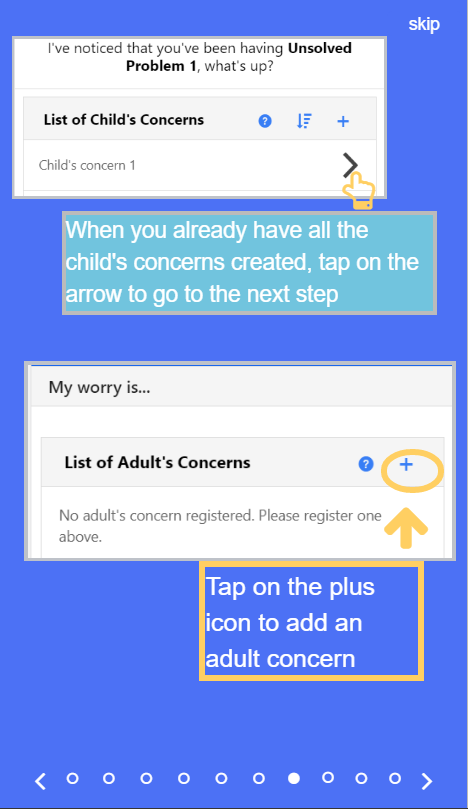 skip
I've noticed that you've been having Unsolved
Problem 1, what's up?
List of Child's Concerns
Child's concern 1
When you already have all the
child's concerns created, tap on the
arrow to go to the next step
My worry is...
List of Adult's Concerns
No adult's concern registered. Please register one
above.
Tap on the plus
icon to add an
adult concern